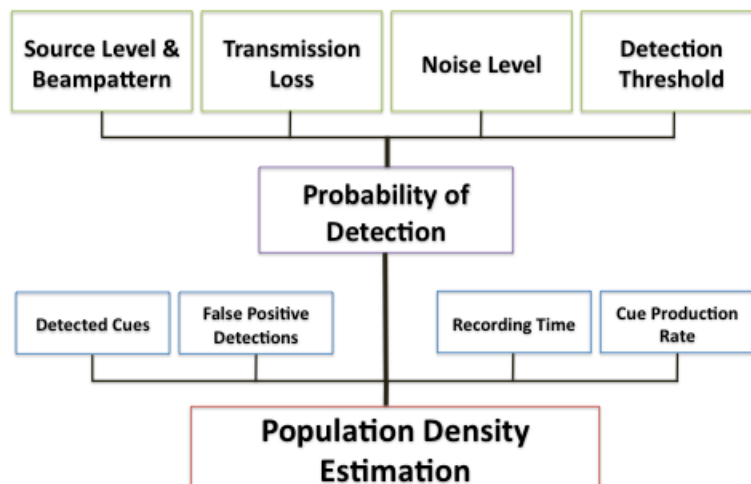 Source Level &
Beampattern
Transmission
Loss
Noise Level
Detection
Threshold
Probability of
Detection
Detected Cues
False Positive
Detections
Recording Time
Cue Production
Rate
Population Density
Estimation